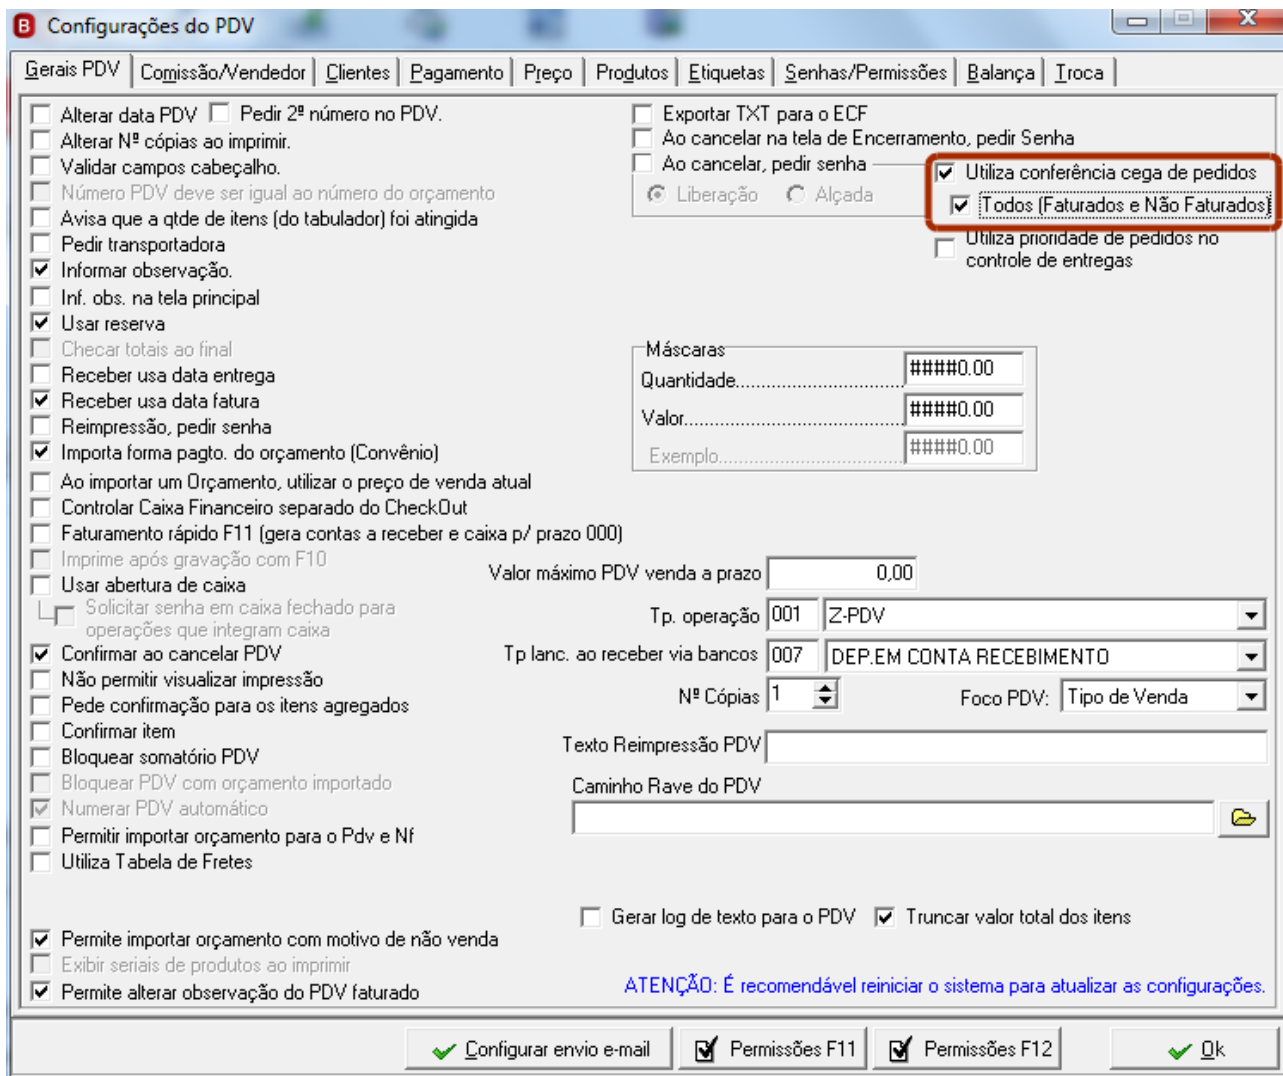 B Configurações do PDV
Gerais PDV Comissão/Vendedor Clientes Pagamento Preço Produtos Etiquetas Senhas/Permissões Balança Troca
Alterar data PDV Pedir 2º número no PDV.
Alterar Nº cópias ao imprimir.
Validar campos cabeçalho.
Número PDV deve ser igual ao número do orçamento
Avisa que a qtde de itens (do tabulador) foi atingida
Pedir transportadora
Informar observação.
Inf. obs. na tela principal
Usar reserva
Checar totais ao final
Receber usa data entrega
Receber usa data fatura
Reimpressão, pedir senha
Importa forma pagto. do orçamento (Convênio)
Ao importar um Orçamento, utilizar o preço de venda atual
Controlar Caixa Financeiro separado do CheckOut
Faturamento rápido F11 (gera contas a receber e caixa p/ prazo 000)
Imprime após gravação com F10
Usar abertura de caixa
Solicitar senha em caixa fechado para
operações que integram caixa
Confirmar ao cancelar PDV
Não permitir visualizar impressão
Pede confirmação para os itens agregados
Confirmar item
Bloquear somatório PDV
Bloquear PDV com orçamento importado
Numerar PDV automático
Permitir importar orçamento para o Pdv e Nf
Utiliza Tabela de Fretes
Permite importar orçamento com motivo de não venda
Exibir seriais de produtos ao imprimir
Permite alterar observação do PDV faturado
Exportar TXT para o ECF
Ao cancelar na tela de Encerramento, pedir Senha
Ao cancelar, pedir senha
Liberação Alçada
Utiliza conferência cega de pedidos
Todos (Faturados e Não Faturados)
Utiliza prioridade de pedidos no
controle de entregas
Máscaras
Quantidade.................................. ####0.00
Valor............................................ ####0.00
Exemplo..................................... ####0.00
Valor máximo PDV venda a prazo 0,00
Tp. operação 001 Z-PDV
Tp lanc. ao receber via bancos 007 DEP.EM CONTA RECEBIMENTO
Nº Cópias 1 Foco PDV: Tipo de Venda
Texto Reimpressão PDV
Caminho Rave do PDV
Gerar log de texto para o PDV Truncar valor total dos itens
ATENÇÃO: É recomendável reiniciar o sistema para atualizar as configurações.
Configurar envio e-mail Permissões F11 Permissões F12 Ok